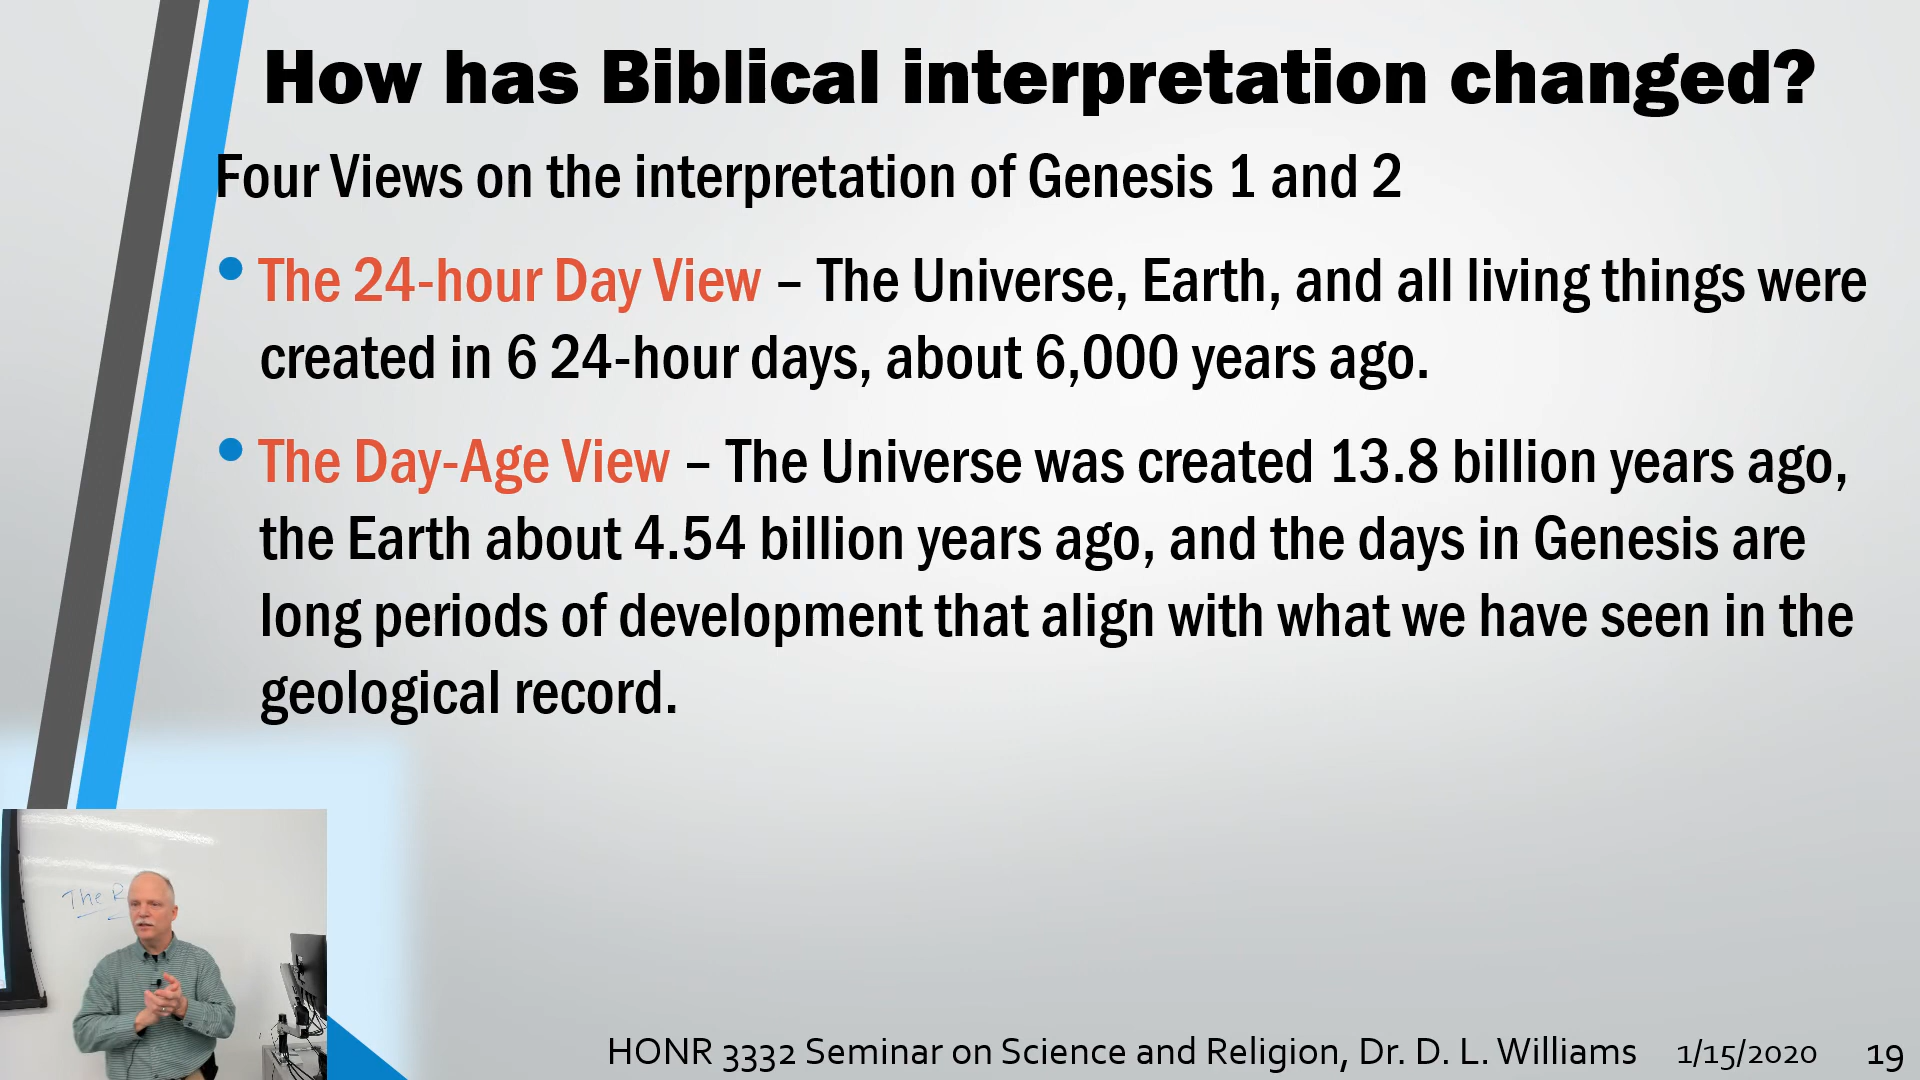 How has Biblical interpretation changed?
Four Views on the interpretation of Genesis 1 and 2
• The 24-hour Day View – The Universe, Earth, and all living things were
created in 6 24-hour days, about 6,000 years ago.
• The Day-Age View – The Universe was created 13.8 billion years ago,
the Earth about 4.54 billion years ago, and the days in Genesis are
long periods of development that align with what we have seen in the
geological record.
The
HONR 3332 Seminar on Science and Religion, Dr. D. L. Williams 1/15/2020 19